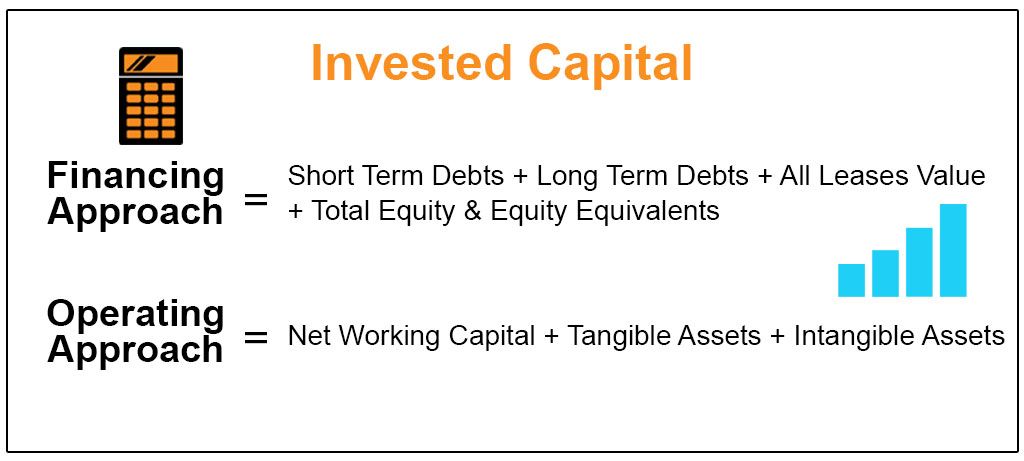 Invested Capital
Financing
Approach
=
Short Term Debts + Long Term Debts + All Leases Value
+ Total Equity & Equity Equivalents
Operating
Approach
=
Net Working Capital + Tangible Assets + Intangible Assets